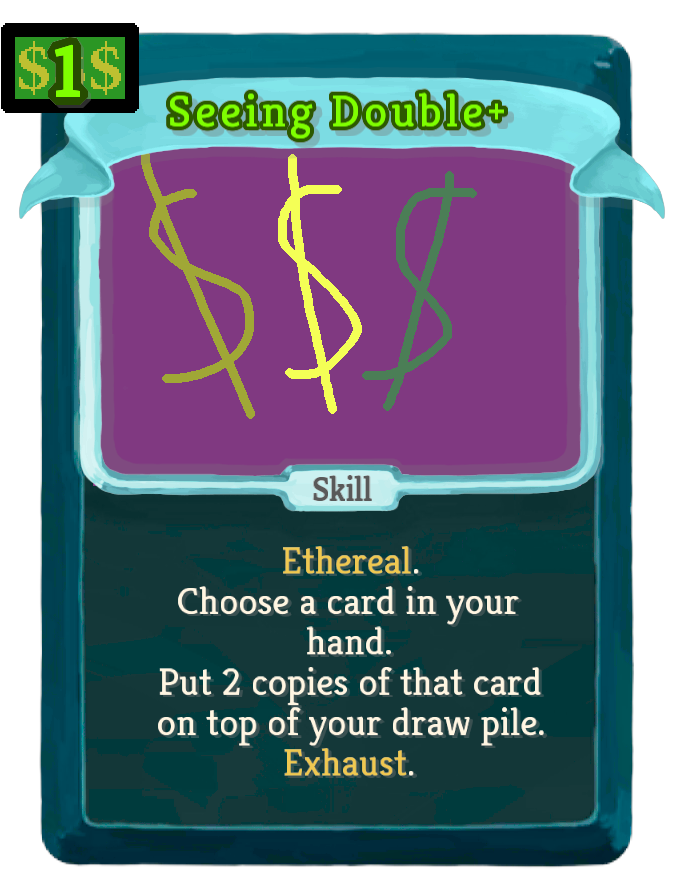 $1$
Seeing Double+
$ $ $
Skill
Ethereal.
Choose a card in your
hand.
Put 2 copies of that card
on top of your draw pile.
Exhaust.